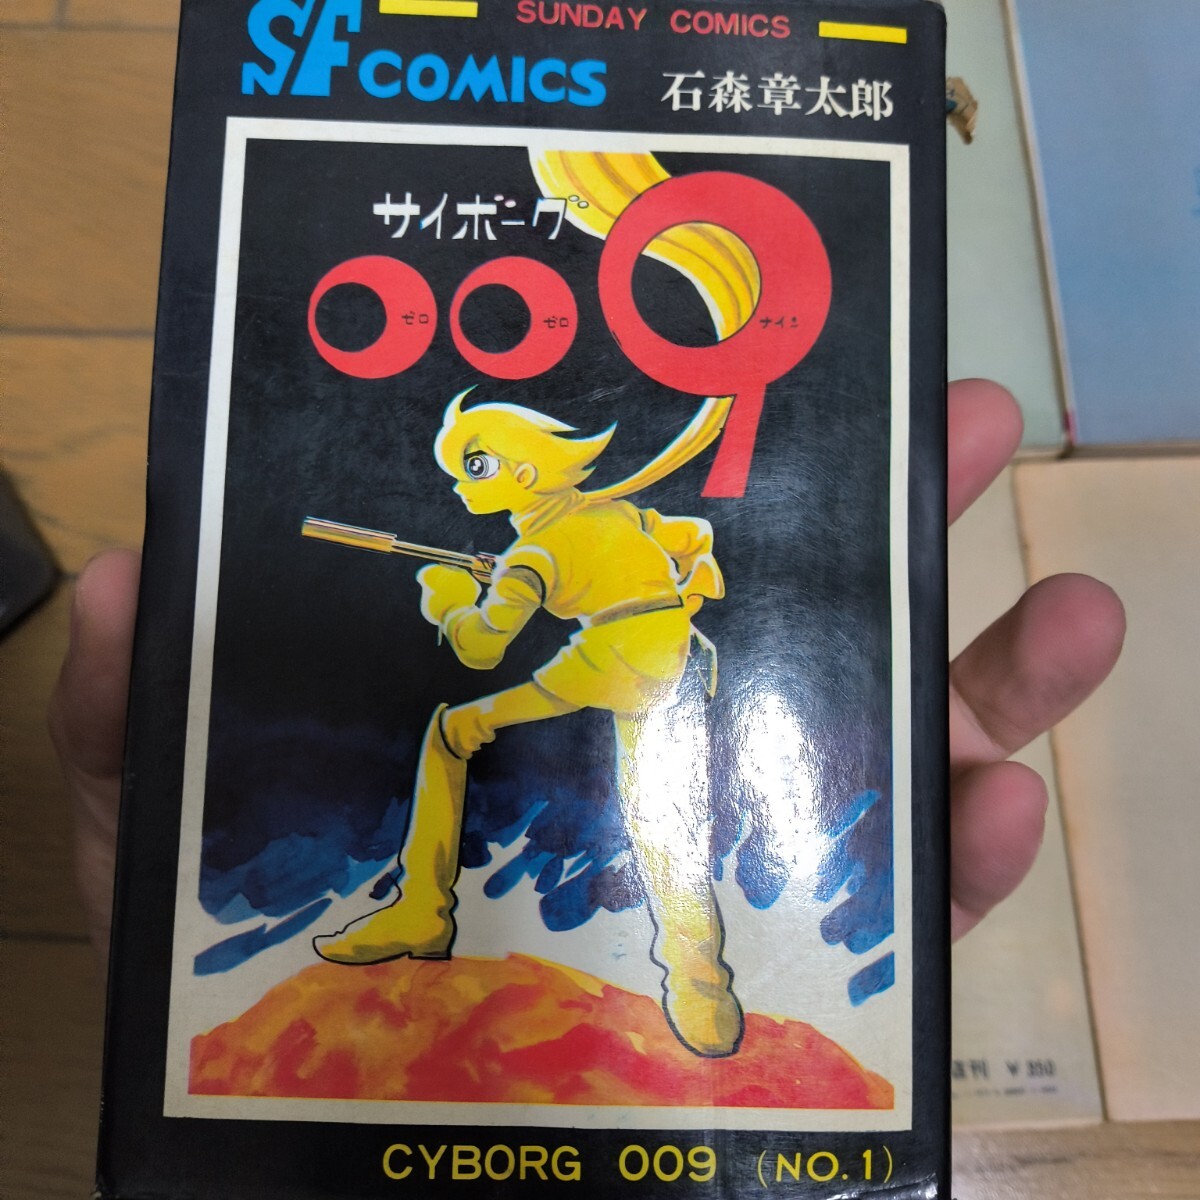 SUNDAY COMICS
SF COMICS
石森章太郎
サイボーグ
009
ゼロ ゼロ ナイン
CYBORG 009 (NO.1)
¥ 350